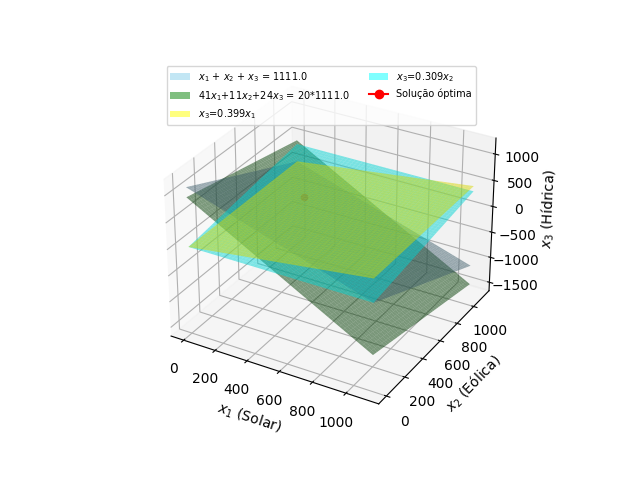 x₁ + x₂ + x₃ = 1111.0
41x₁+11x₂+24x₃ = 20*1111.0
x₃=0.399x₁
x₃=0.309x₂
Solução óptima
1000
500
0
−500
−1000
−1500
x₃ (Hídrica)
0
200
400
600
800
1000
x₁ (Solar)
0
200
400
600
800
1000
x₂ (Eólica)